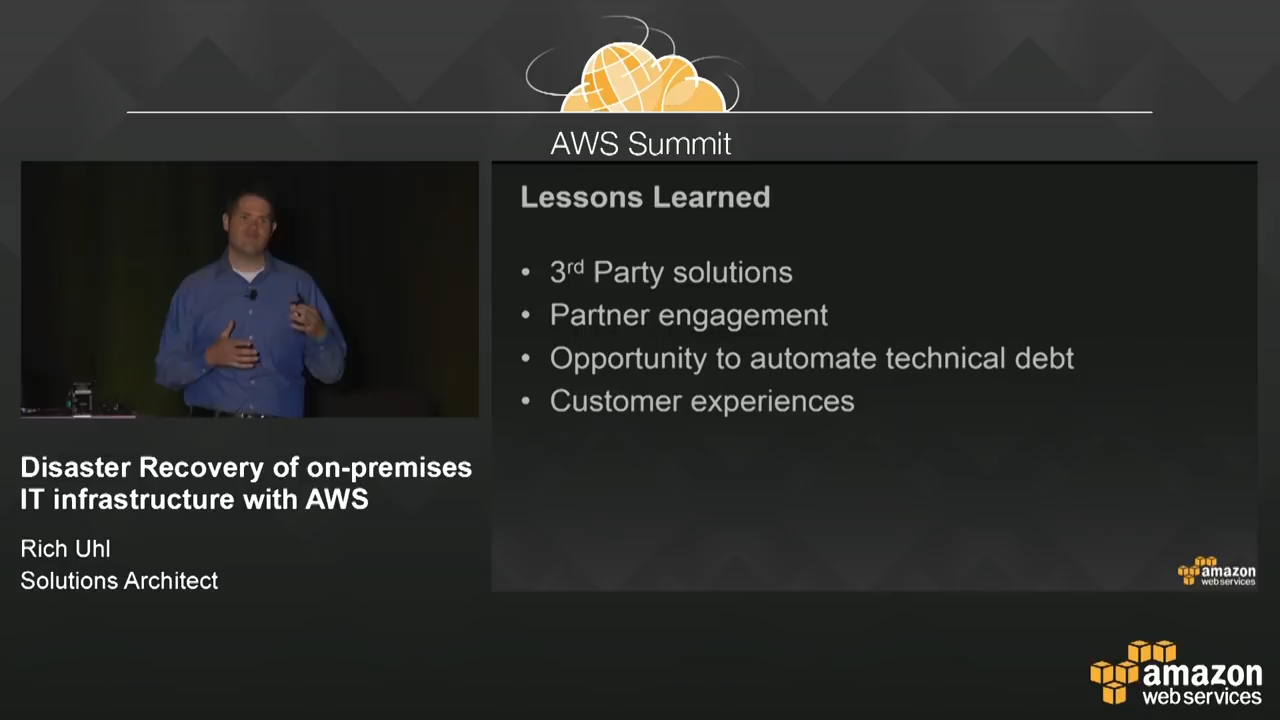 AWS Summit
Lessons Learned
• 3rd Party solutions
• Partner engagement
• Opportunity to automate technical debt
• Customer experiences
amazon
web services
Disaster Recovery of on-premises
IT infrastructure with AWS
Rich Uhl
Solutions Architect
amazon
web services